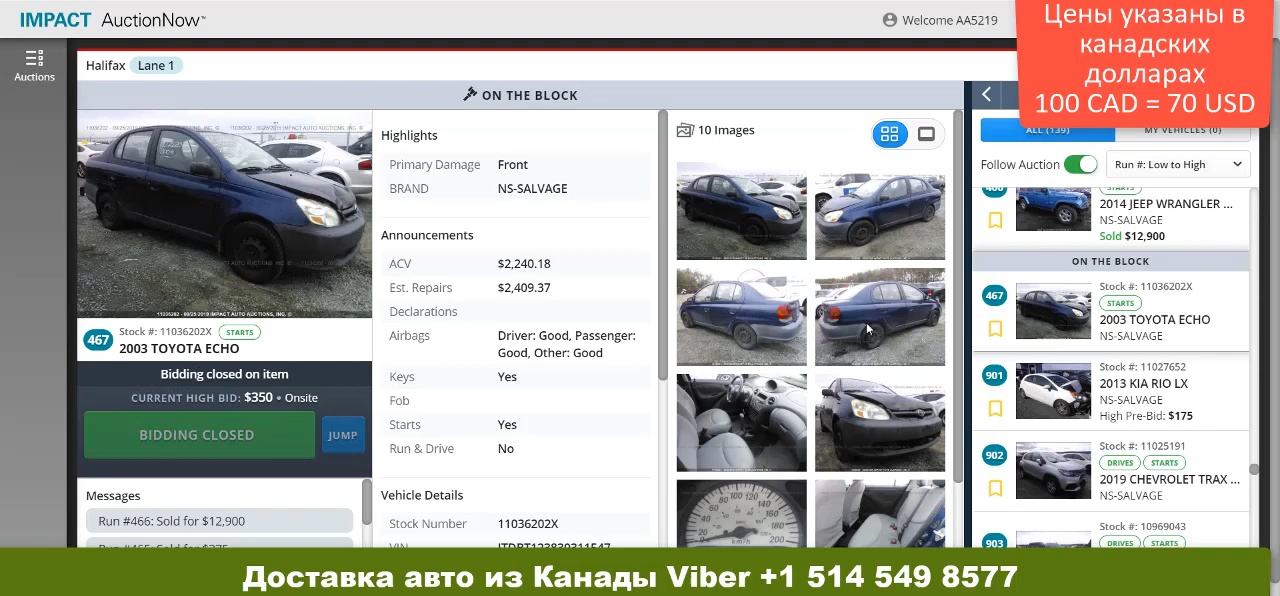 IMPACT AuctionNow™
Welcome AA5219
Цены указаны в
канадских
долларах
100 CAD = 70 USD
Auctions
Halifax Lane 1
ON THE BLOCK
467
Stock #: 11036202X STARTS
2003 TOYOTA ECHO
Bidding closed on item
CURRENT HIGH BID: $350 • Onsite
BIDDING CLOSED
JUMP
Messages
Run #466: Sold for $12,900
Highlights
Primary Damage Front
BRAND NS-SALVAGE
Announcements
ACV $2,240.18
Est. Repairs $2,409.37
Declarations
Airbags Driver: Good, Passenger:
Good, Other: Good
Keys Yes
Fob
Starts Yes
Run & Drive No
Vehicle Details
Stock Number 11036202X
10 Images
ALL (139)
MY VEHICLES (0)
Follow Auction
Run #: Low to High
STARTS
2014 JEEP WRANGLER ...
NS-SALVAGE
Sold $12,900
ON THE BLOCK
467
Stock #: 11036202X
STARTS
2003 TOYOTA ECHO
NS-SALVAGE
901
Stock #: 11027652
2013 KIA RIO LX
NS-SALVAGE
High Pre-Bid: $175
902
Stock #: 11025191
DRIVES STARTS
2019 CHEVROLET TRAX ...
NS-SALVAGE
903
Stock #: 10969043
DRIVES STARTS
Доставка авто из Канады Viber +1 514 549 8577